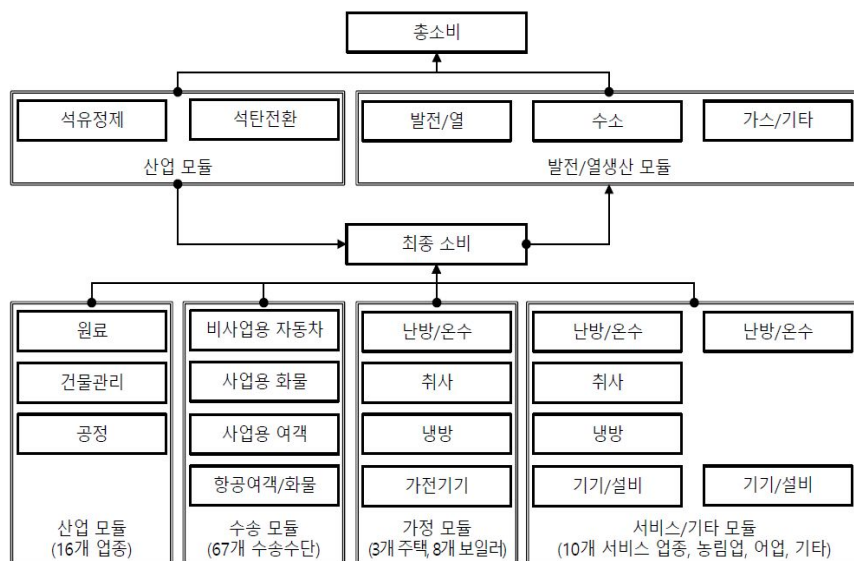 총소비
석유정제
석탄전환
산업 모듈
발전/열
수소
가스/기타
발전/열생산 모듈
최종 소비
원료
건물관리
공정
산업 모듈
(16개 업종)
비사업용 자동차
사업용 화물
사업용 여객
항공여객/화물
수송 모듈
(67개 수송수단)
난방/온수
취사
냉방
가전기기
가정 모듈
(3개 주택, 8개 보일러)
난방/온수
난방/온수
취사
냉방
기기/설비
기기/설비
서비스/기타 모듈
(10개 서비스 업종, 농림업, 어업, 기타)